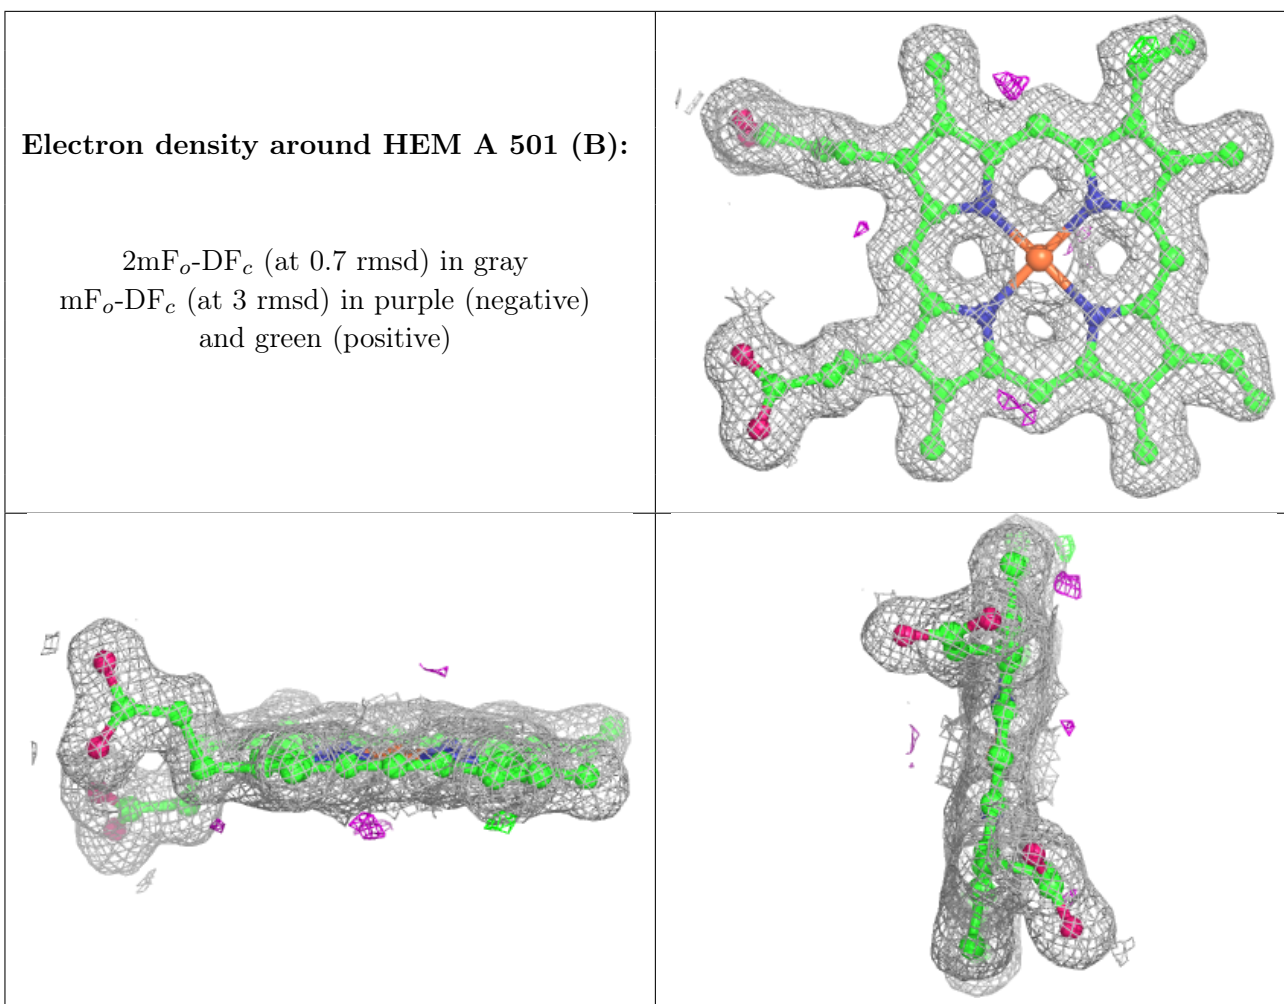 Electron density around HEM A 501 (B):
2mFo-DFc (at 0.7 rmsd) in gray
mFo-DFc (at 3 rmsd) in purple (negative)
and green (positive)